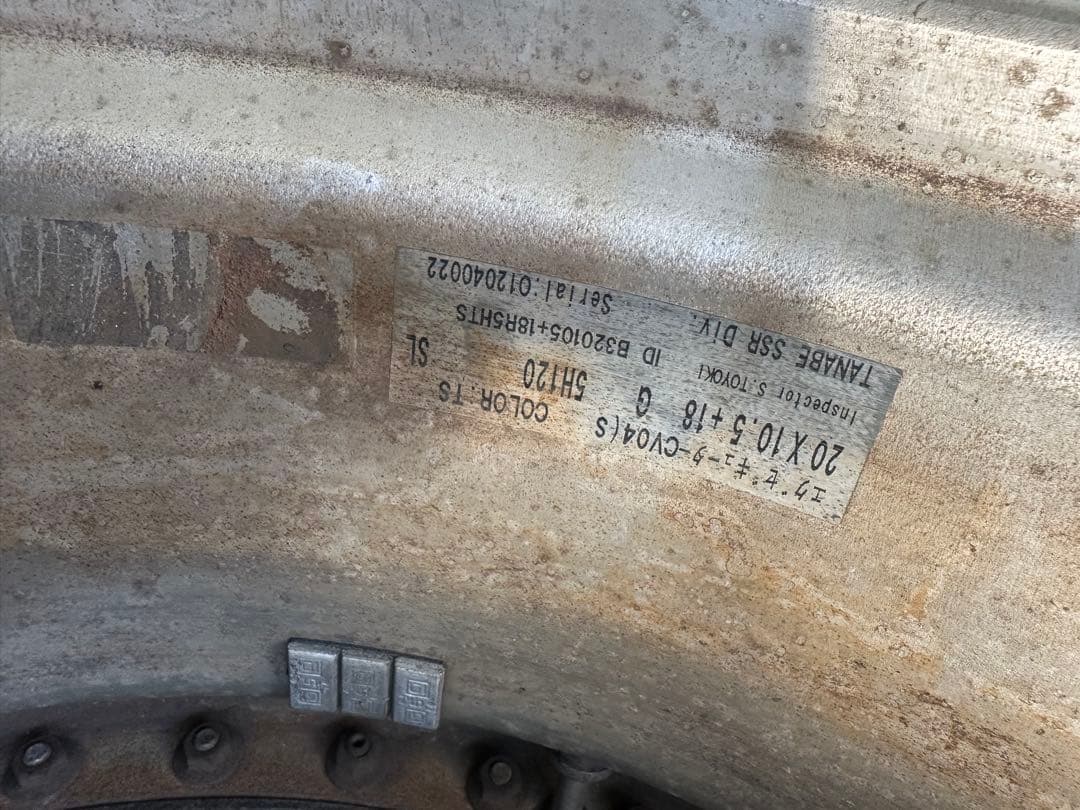 エクゼキューターCV04(S COLOR:TS
20X10.5+18 G 5H120 SL
Inspector S.TOYOKI ID B320105+18R5HTS
TANABE SSR Div. Serial:012040022